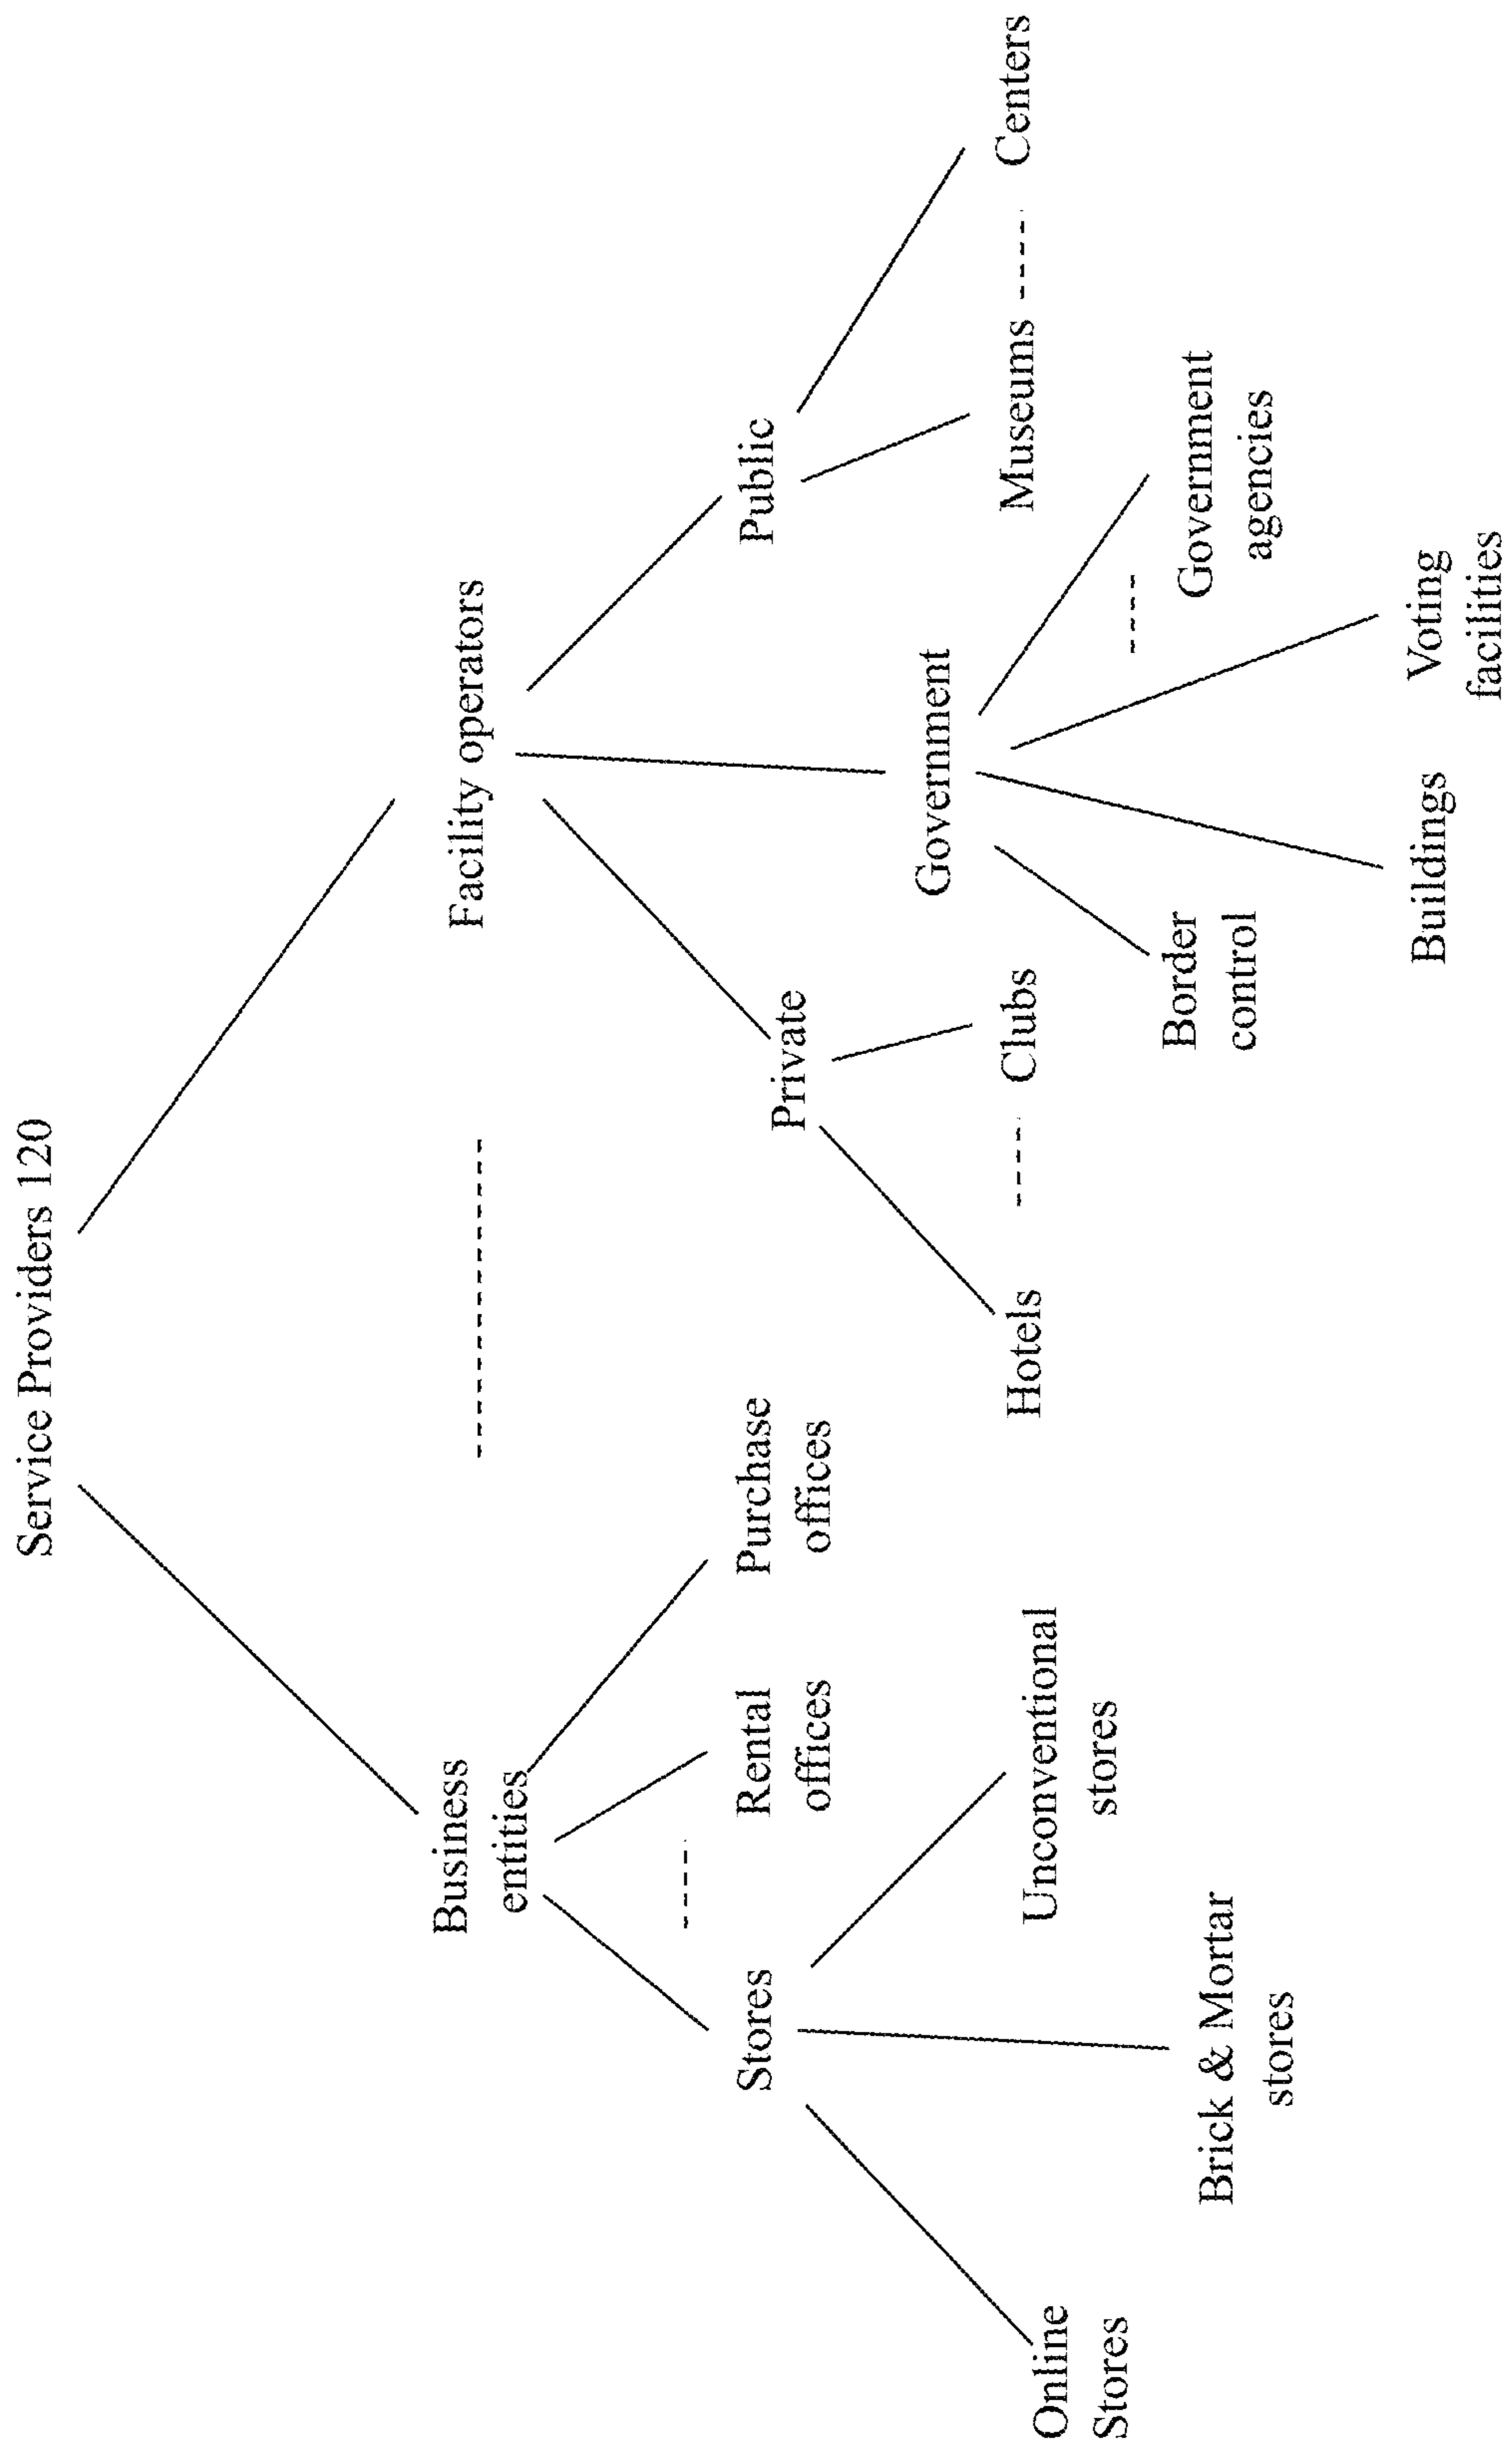 Service Providers 120
Business
entities
Facility operators
Stores
Rental
offices
Purchase
offices
Private
Government
Public
Online
Stores
Brick & Mortar
stores
Unconventional
stores
Hotels
Clubs
Border
control
Buildings
Voting
facilities
Government
agencies
Museums
Centers